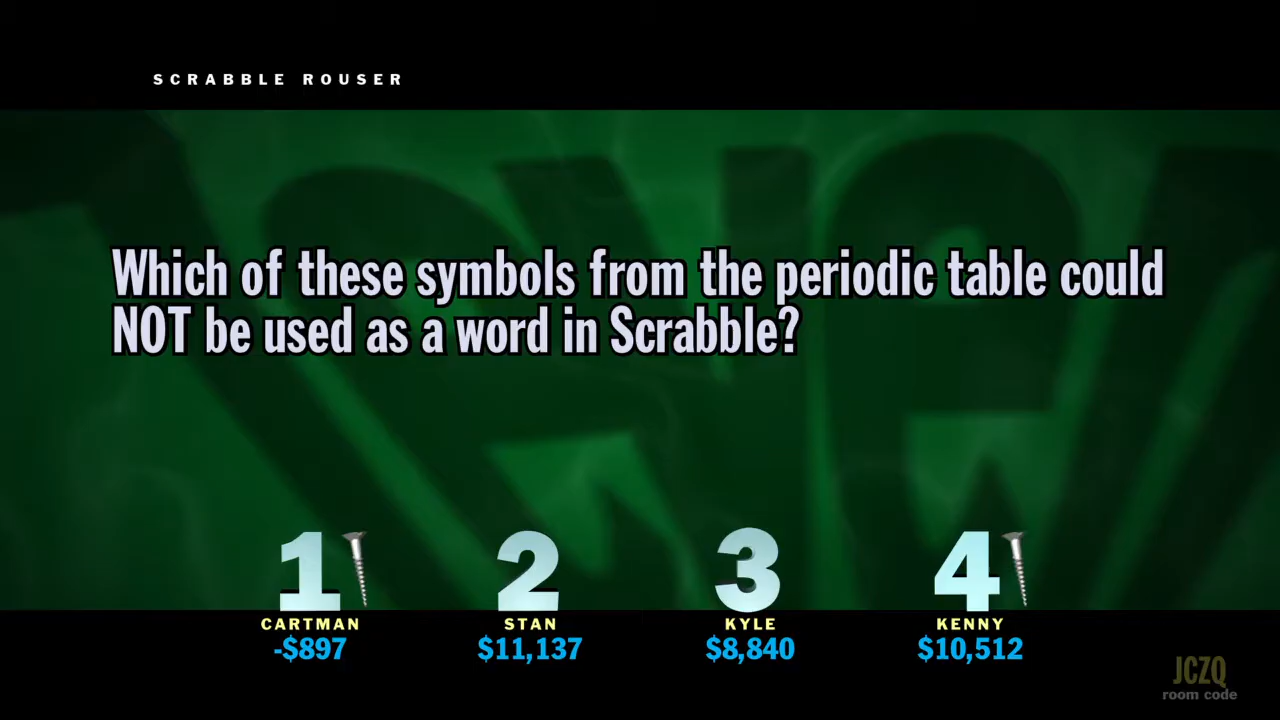 SCRABBLE ROUSER
Which of these symbols from the periodic table could
NOT be used as a word in Scrabble?
1 2 3 4
CARTMAN STAN KYLE KENNY
-$897 $11,137 $8,840 $10,512
JCZQ
room code